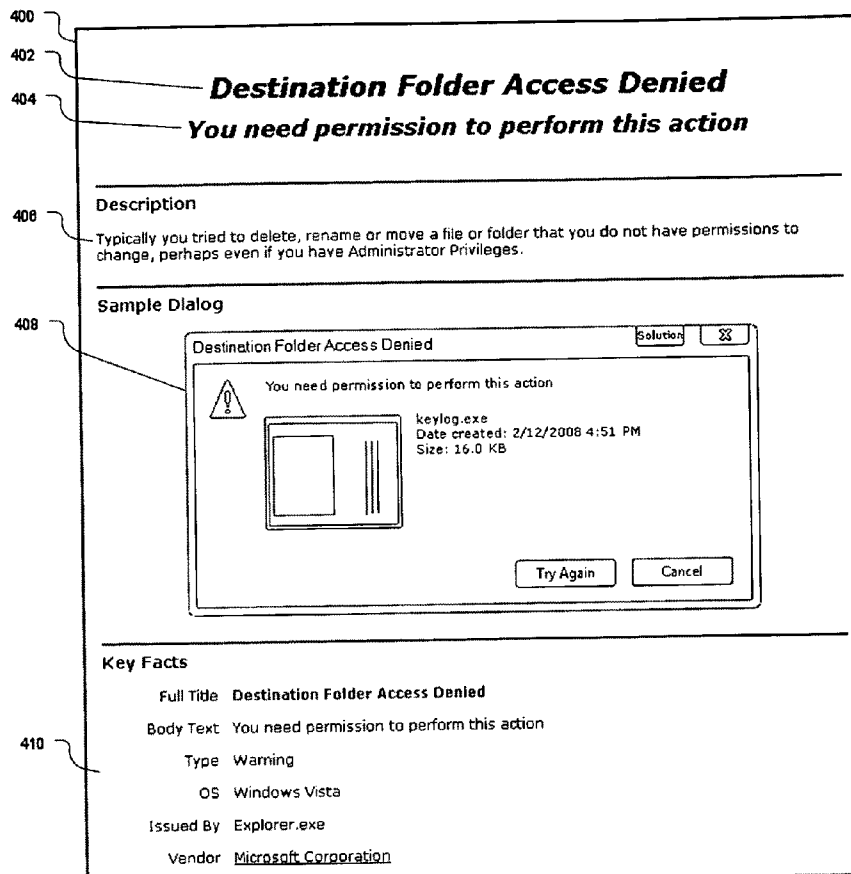 400
402
Destination Folder Access Denied
404
You need permission to perform this action
Description
406
Typically you tried to delete, rename or move a file or folder that you do not have permissions to
change, perhaps even if you have Administrator Privileges.
Sample Dialog
408
Destination Folder Access Denied Solution
You need permission to perform this action
keylog.exe
Date created: 2/12/2008 4:51 PM
Size: 16.0 KB
Try Again Cancel
Key Facts
Full Title Destination Folder Access Denied
Body Text You need permission to perform this action
410
Type Warning
OS Windows Vista
Issued By Explorer.exe
Vendor Microsoft Corporation